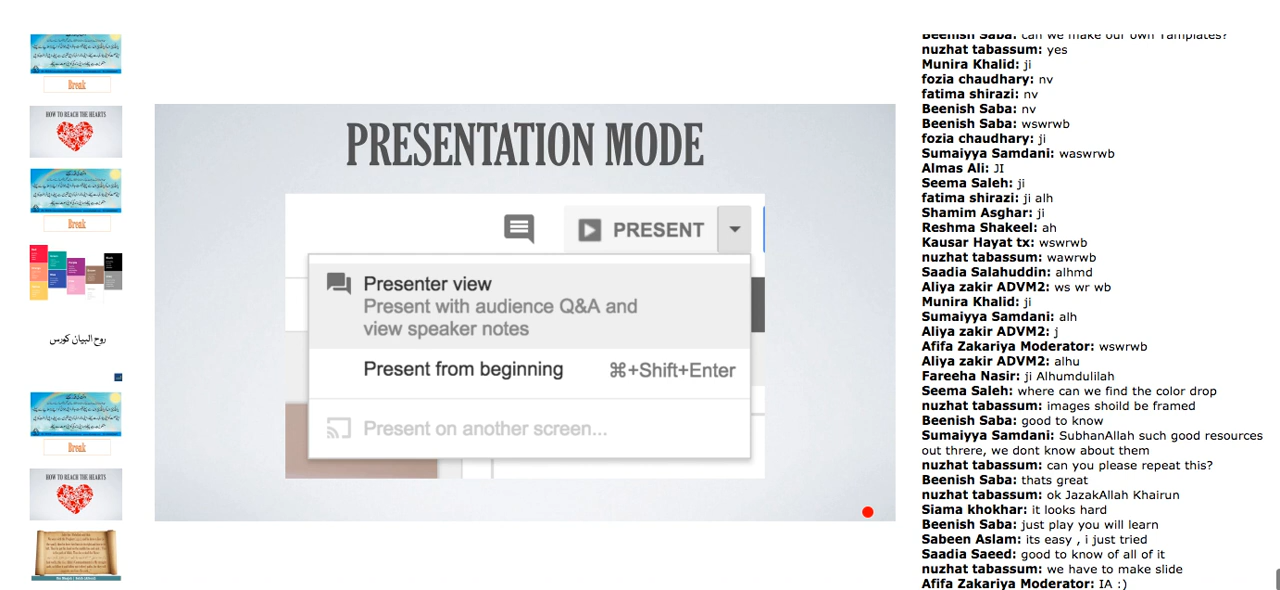 Break
HOW TO REACH THE HEARTS
Break
روح البیان کورس
Break
HOW TO REACH THE HEARTS
PRESENTATION MODE
PRESENT
Presenter view
Present with audience Q&A and
view speaker notes
Present from beginning ⌘+Shift+Enter
Present on another screen...
Beenish Saba: can we make our own Tamplates?
nuzhat tabassum: yes
Munira Khalid: ji
fozia chaudhary: nv
fatima shirazi: nv
Beenish Saba: nv
Beenish Saba: wswrwb
fozia chaudhary: ji
Sumaiyya Samdani: waswrwb
Almas Ali: JI
Seema Saleh: ji
fatima shirazi: ji alh
Shamim Asghar: ji
Reshma Shakeel: ah
Kausar Hayat tx: wswrwb
nuzhat tabassum: wawrwb
Saadia Salahuddin: alhmd
Aliya zakir ADVM2: ws wr wb
Munira Khalid: ji
Sumaiyya Samdani: alh
Aliya zakir ADVM2: j
Afifa Zakariya Moderator: wswrwb
Aliya zakir ADVM2: alhu
Fareeha Nasir: ji Alhumdulilah
Seema Saleh: where can we find the color drop
nuzhat tabassum: images shoild be framed
Beenish Saba: good to know
Sumaiyya Samdani: SubhanAllah such good resources
out threre, we dont know about them
nuzhat tabassum: can you please repeat this?
Beenish Saba: thats great
nuzhat tabassum: ok JazakAllah Khairun
Siama khokhar: it looks hard
Beenish Saba: just play you will learn
Sabeen Aslam: its easy , i just tried
Saadia Saeed: good to know of all of it
nuzhat tabassum: we have to make slide
Afifa Zakariya Moderator: IA :)